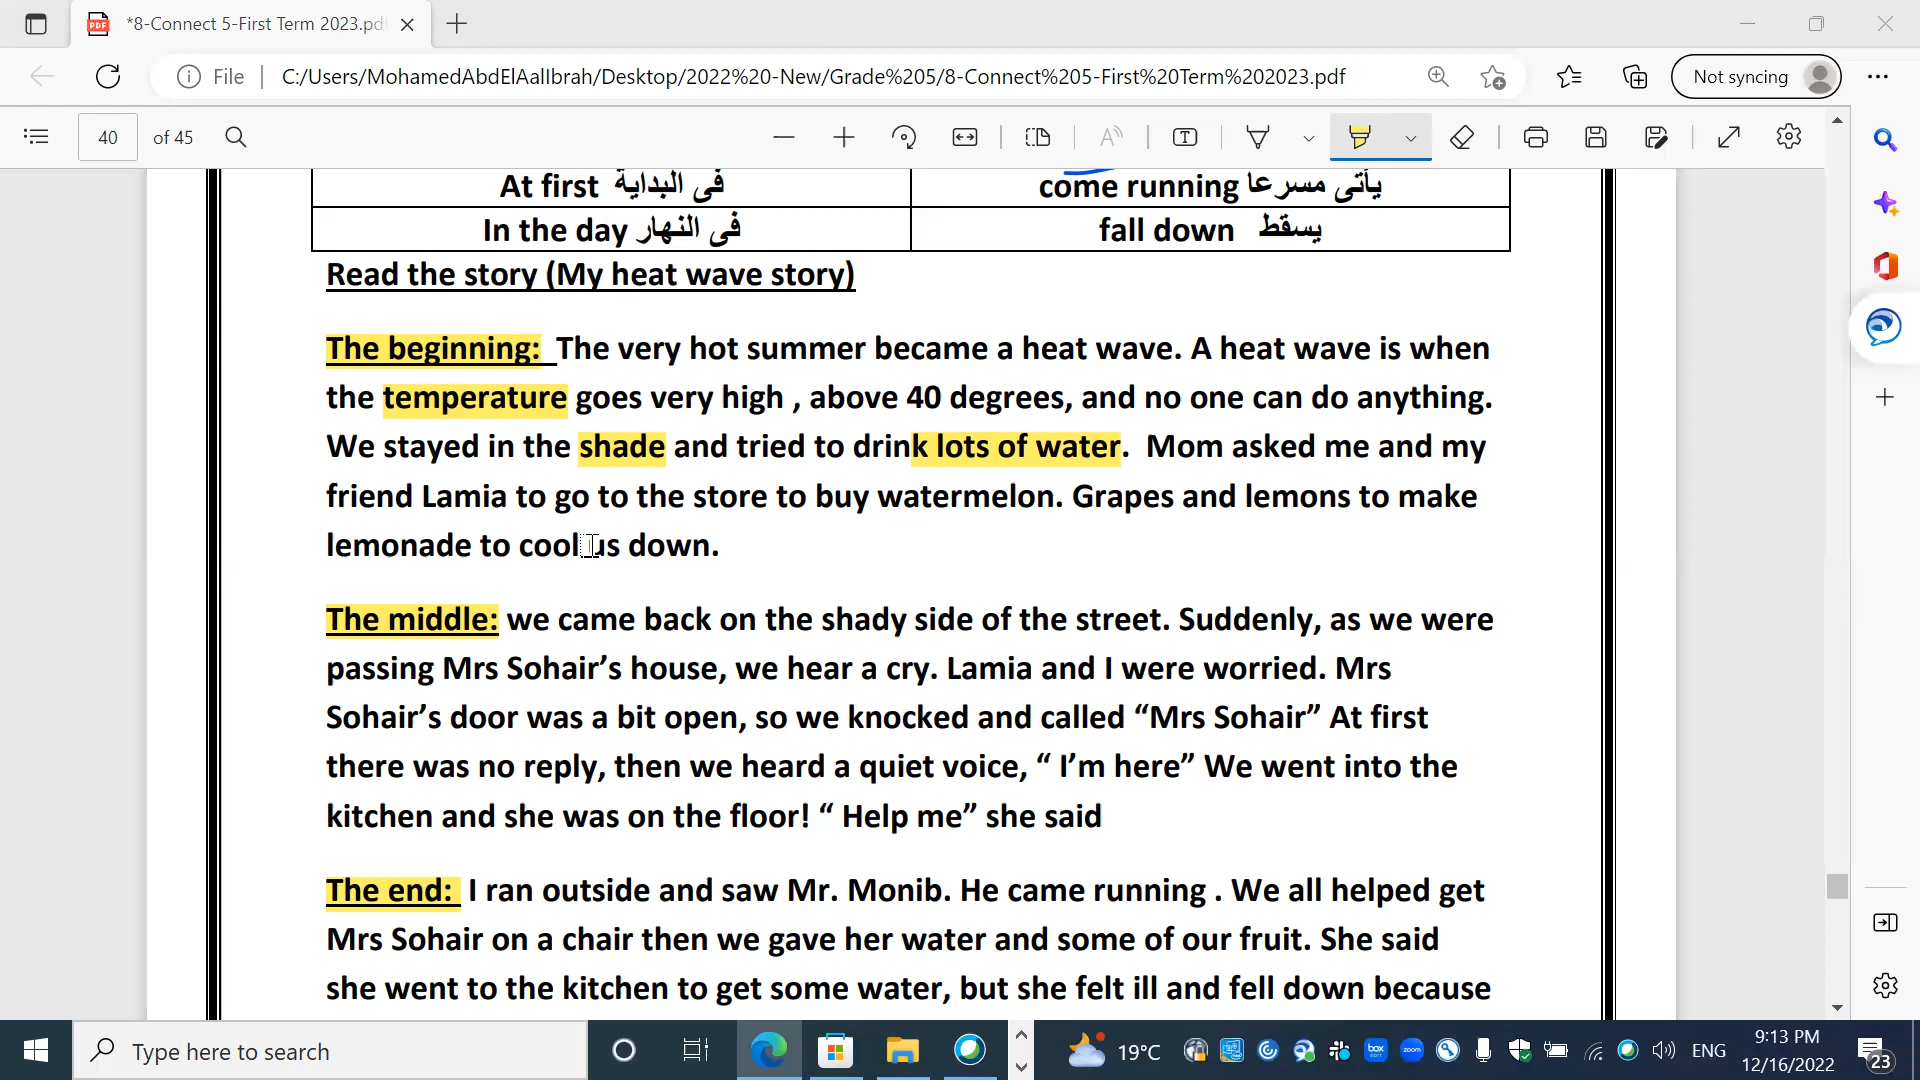 *8-Connect 5-First Term 2023.pdf
File
C:/Users/MohamedAbdElAalIbrah/Desktop/2022%20-New/Grade%205/8-Connect%205-First%20Term%202023.pdf
Not syncing
40 of 45
At first فى البداية
come running يأتى مسرعا
In the day فى النهار
fall down يسقط
Read the story (My heat wave story)
The beginning: The very hot summer became a heat wave. A heat wave is when
the temperature goes very high , above 40 degrees, and no one can do anything.
We stayed in the shade and tried to drink lots of water. Mom asked me and my
friend Lamia to go to the store to buy watermelon. Grapes and lemons to make
lemonade to cool us down.
The middle: we came back on the shady side of the street. Suddenly, as we were
passing Mrs Sohair’s house, we hear a cry. Lamia and I were worried. Mrs
Sohair’s door was a bit open, so we knocked and called “Mrs Sohair” At first
there was no reply, then we heard a quiet voice, “ I’m here” We went into the
kitchen and she was on the floor! “ Help me” she said
The end: I ran outside and saw Mr. Monib. He came running . We all helped get
Mrs Sohair on a chair then we gave her water and some of our fruit. She said
she went to the kitchen to get some water, but she felt ill and fell down because
Type here to search
19°C
box
zoom
ENG
9:13 PM
12/16/2022
23